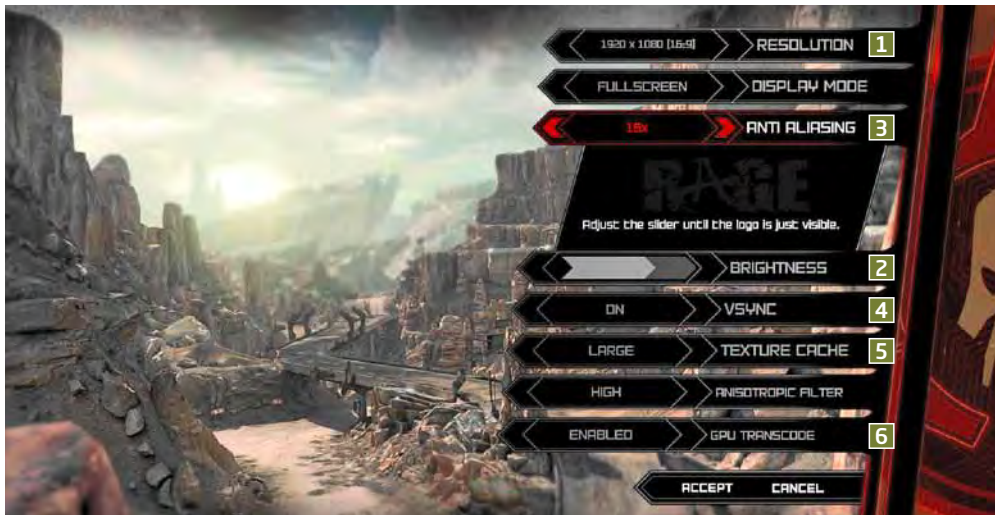 1920 x 1080 [16:9] RESOLUTION 1
FULLSCREEN DISPLAY MODE
16X ANTI ALIASING 3
RAGE
Adjust the slider until the logo is just visible.
BRIGHTNESS 2
ON VSYNC 4
LARGE TEXTURE CACHE 5
HIGH ANISOTROPIC FILTER
ENABLED GPU TRANSCODE 6
ACCEPT CANCEL